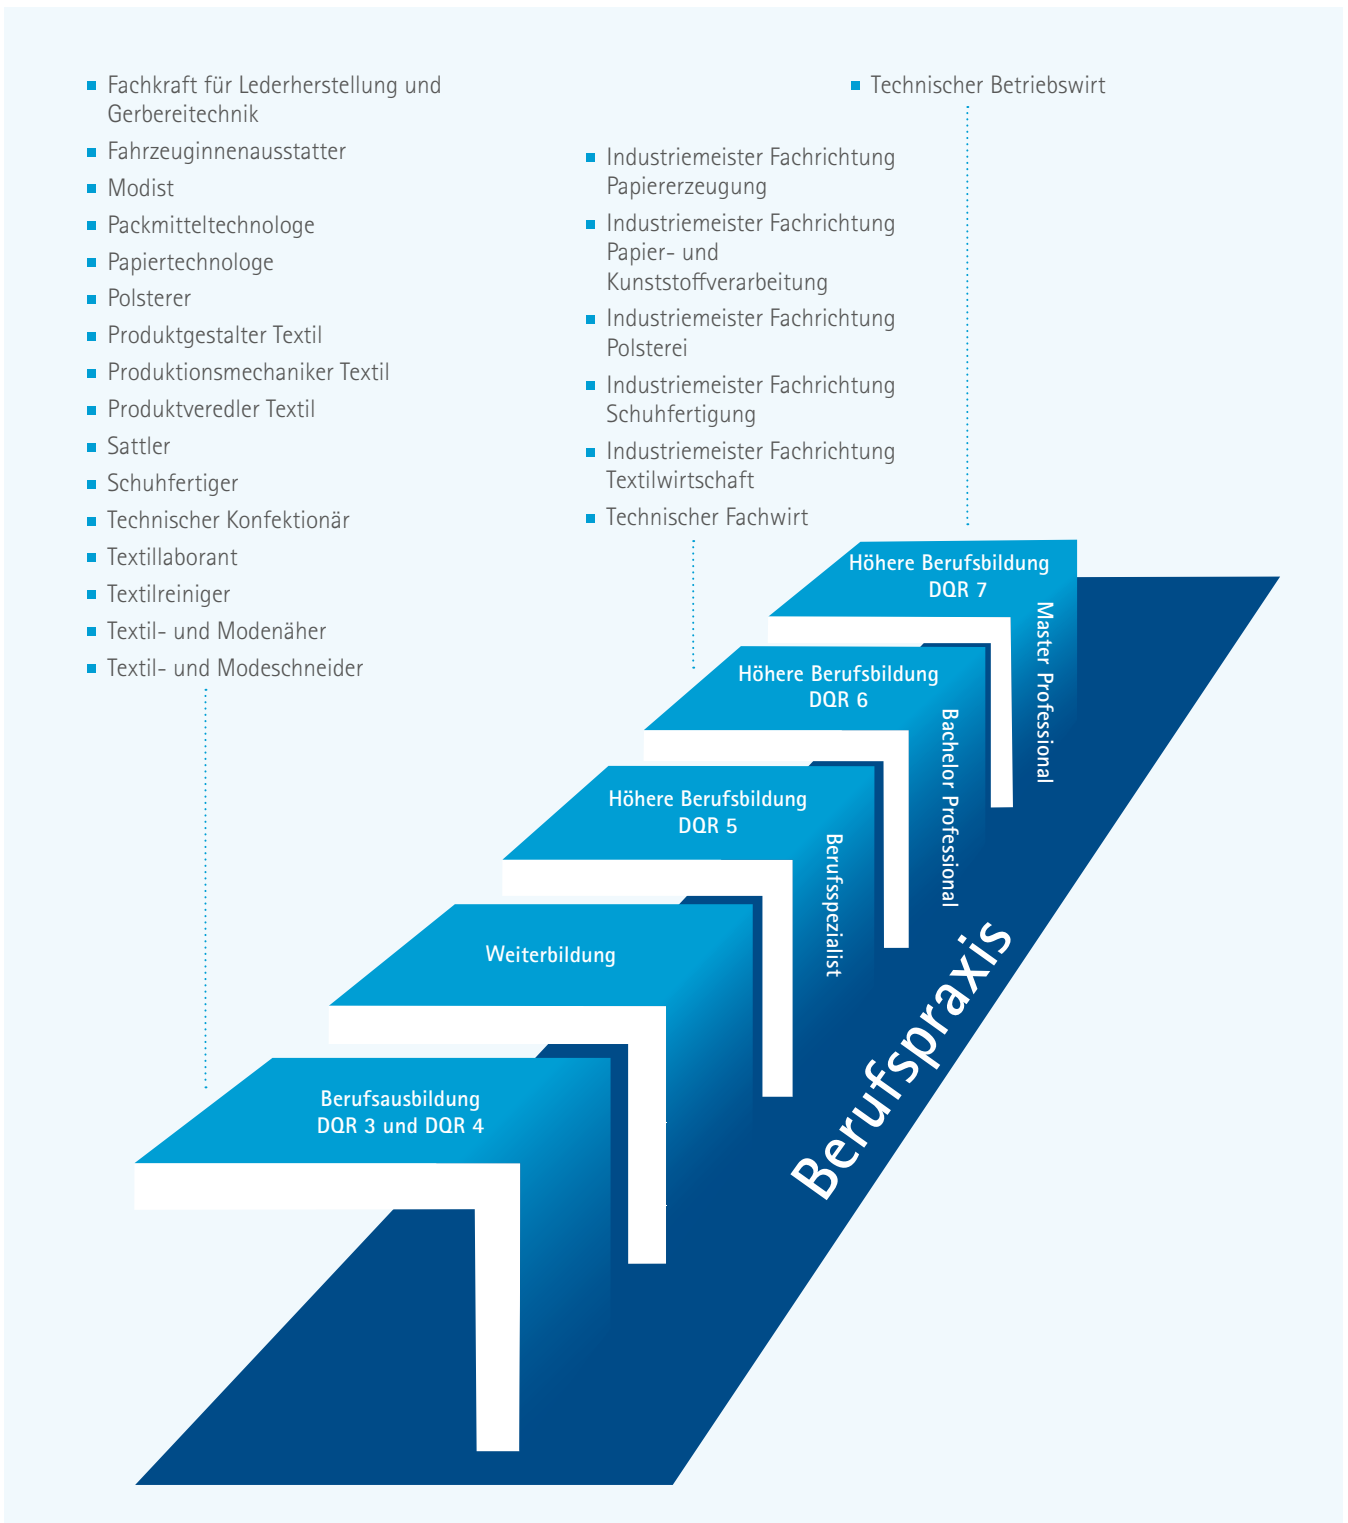 Fachkraft für Lederherstellung und
Gerbereitechnik
Fahrzeuginnenausstatter
Modist
Packmitteltechnologe
Papiertechnologe
Polsterer
Produktgestalter Textil
Produktionsmechaniker Textil
Produktveredler Textil
Sattler
Schuhfertiger
Technischer Konfektionär
Textillaborant
Textilreiniger
Textil- und Modenäher
Textil- und Modeschneider
Industriemeister Fachrichtung
Papiererzeugung
Industriemeister Fachrichtung
Papier- und
Kunststoffverarbeitung
Industriemeister Fachrichtung
Polsterei
Industriemeister Fachrichtung
Schuhfertigung
Industriemeister Fachrichtung
Textilwirtschaft
Technischer Fachwirt
Technischer Betriebswirt
Höhere Berufsbildung
DQR 7
Master Professional
Höhere Berufsbildung
DQR 6
Bachelor Professional
Höhere Berufsbildung
DQR 5
Berufsspezialist
Weiterbildung
Berufsausbildung
DQR 3 und DQR 4
Berufspraxis